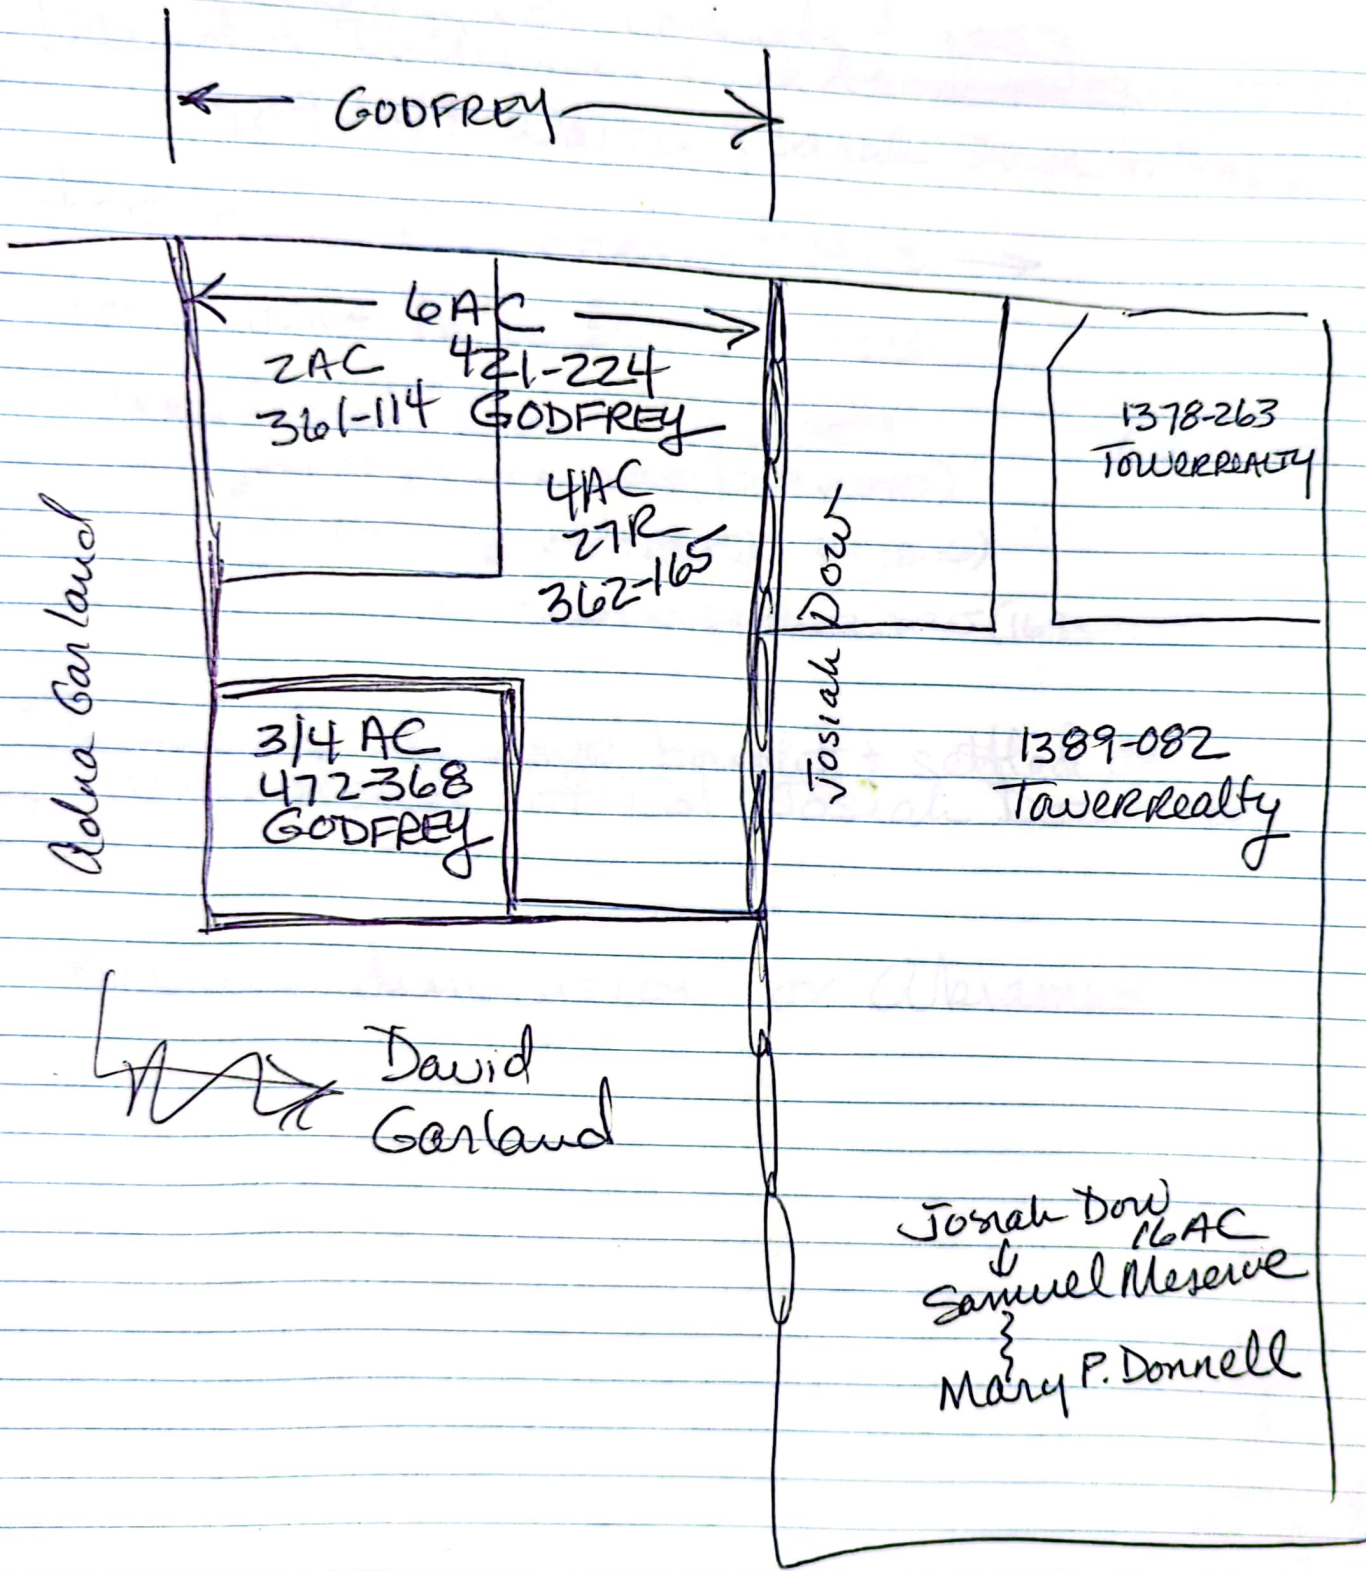 GODFREY
6AC
2AC
361-114
421-224
GODFREY
4AC
27R
362-165
1378-263
TOWERREALTY
Josiah Dow
Garland
3/4 AC
472-368
GODFREY
1389-082
TowerRealty
David
Garland
Josiah Dow
16AC
Samuel Meserve
Mary P. Donnell